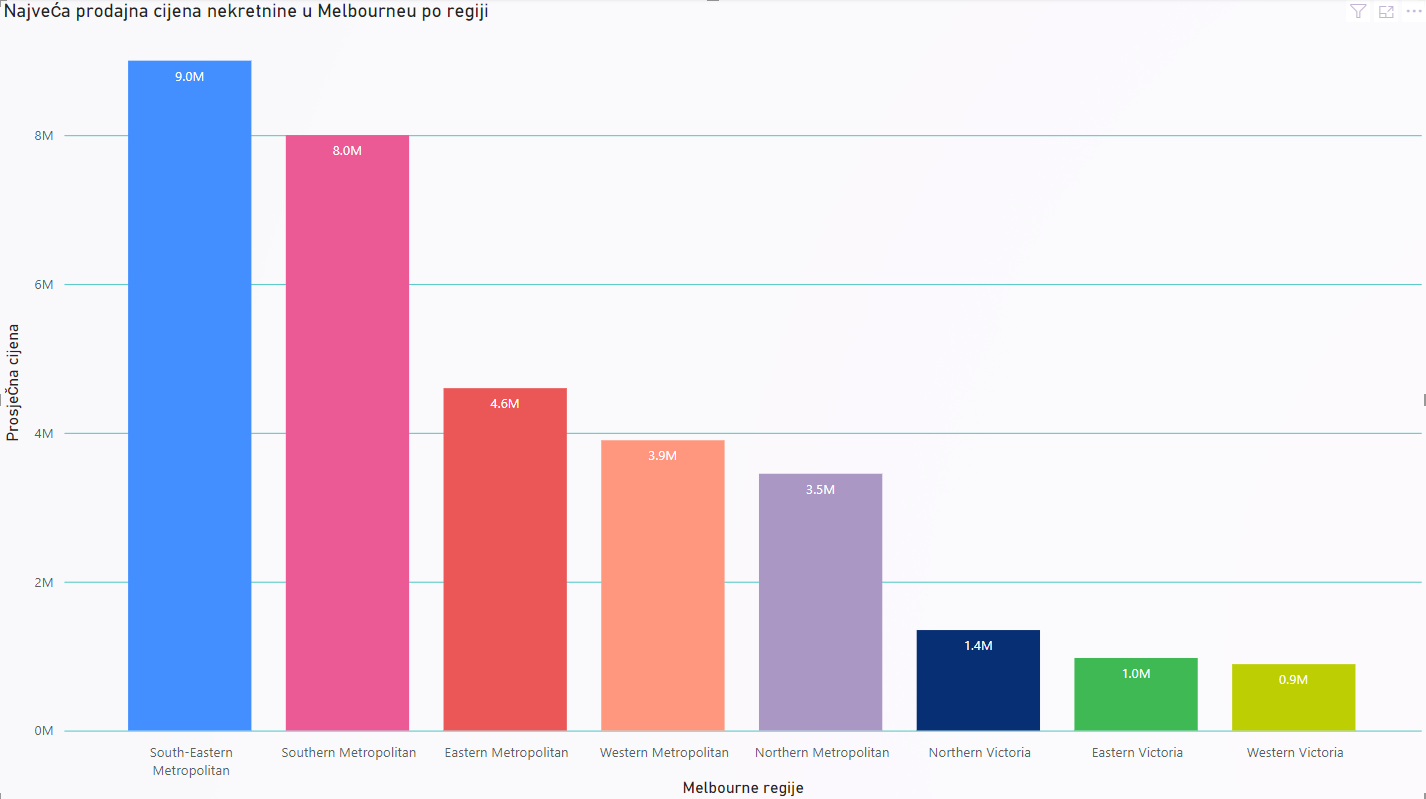 Najveća prodajna cijena nekretnine u Melbourneu po regiji
Prosječna cijena
8M
6M
4M
2M
0M
9.0M
8.0M
4.6M
3.9M
3.5M
1.4M
1.0M
0.9M
South-Eastern
Metropolitan
Southern Metropolitan
Eastern Metropolitan
Western Metropolitan
Northern Metropolitan
Northern Victoria
Eastern Victoria
Western Victoria
Melbourne regije